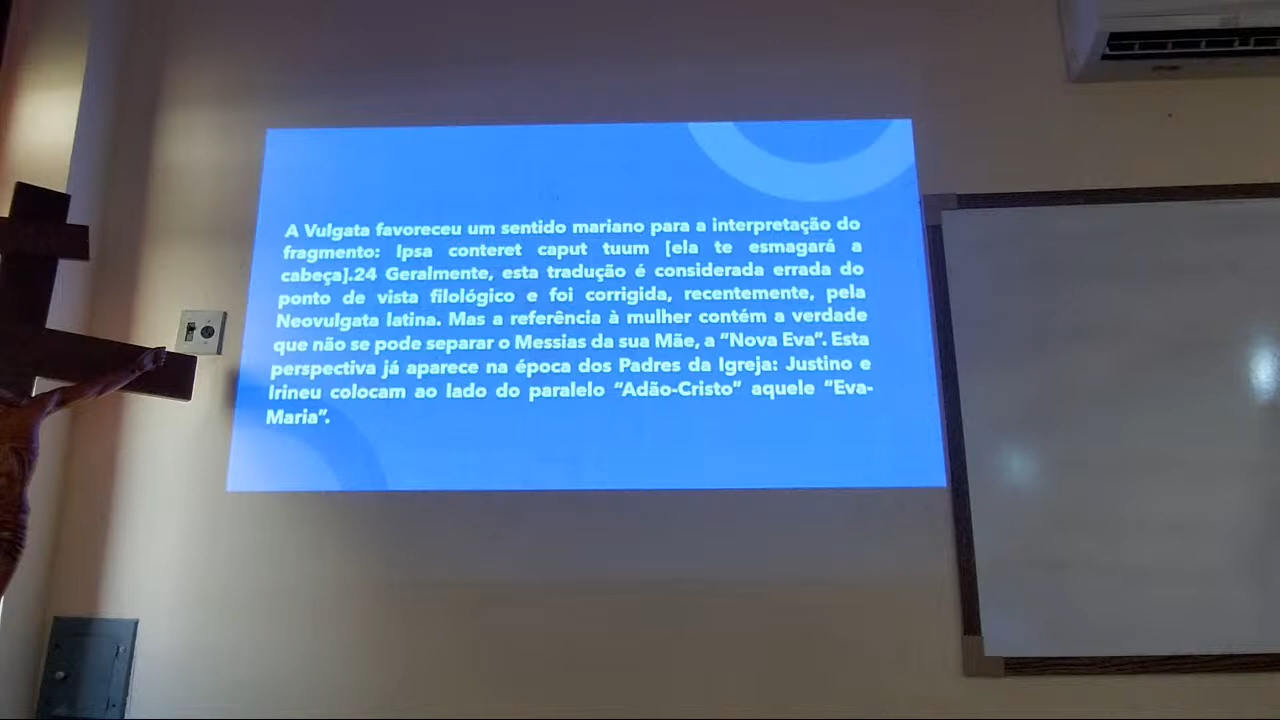 A Vulgata favoreceu um sentido mariano para a interpretação do
fragmento: Ipsa conteret caput tuum [ela te esmagará a
cabeça].24 Geralmente, esta tradução é considerada errada do
ponto de vista filológico e foi corrigida, recentemente, pela
Neovulgata latina. Mas a referência à mulher contém a verdade
que não se pode separar o Messias da sua Mãe, a “Nova Eva”. Esta
perspectiva já aparece na época dos Padres da Igreja: Justino e
Irineu colocam ao lado do paralelo “Adão-Cristo” aquele “Eva-
Maria”.